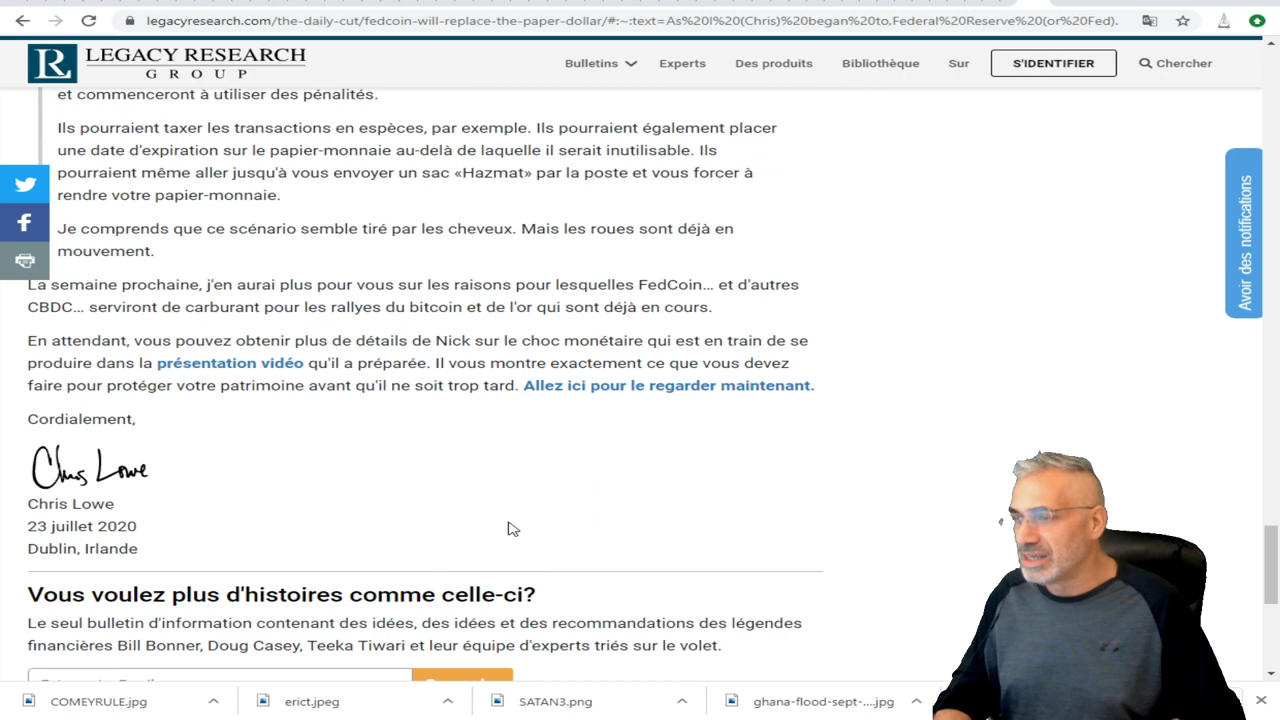 legacyresearch.com/the-daily-cut/fedcoin-will-replace-the-paper-dollar/#:~:text=As%20I%20(Chris)%20began%20to,Federal%20Reserve%20(or%20Fed).
LEGACY RESEARCH
GROUP
Bulletins Experts Des produits Bibliothèque Sur S'IDENTIFIER Chercher
et commenceront à utiliser des pénalités.
Ils pourraient taxer les transactions en espèces, par exemple. Ils pourraient également placer
une date d'expiration sur le papier-monnaie au-delà de laquelle il serait inutilisable. Ils
pourraient même aller jusqu'à vous envoyer un sac «Hazmat» par la poste et vous forcer à
rendre votre papier-monnaie.
Je comprends que ce scénario semble tiré par les cheveux. Mais les roues sont déjà en
mouvement.
La semaine prochaine, j'en aurai plus pour vous sur les raisons pour lesquelles FedCoin… et d'autres
CBDC… serviront de carburant pour les rallyes du bitcoin et de l'or qui sont déjà en cours.
En attendant, vous pouvez obtenir plus de détails de Nick sur le choc monétaire qui est en train de se
produire dans la présentation vidéo qu'il a préparée. Il vous montre exactement ce que vous devez
faire pour protéger votre patrimoine avant qu'il ne soit trop tard. Allez ici pour le regarder maintenant.
Cordialement,
Chris Lowe
Chris Lowe
23 juillet 2020
Dublin, Irlande
Vous voulez plus d'histoires comme celle-ci?
Le seul bulletin d'information contenant des idées, des idées et des recommandations des légendes
financières Bill Bonner, Doug Casey, Teeka Tiwari et leur équipe d'experts triés sur le volet.
Avoir des notifications
COMEYRULE.jpg erict.jpeg SATAN3.png ghana-flood-sept-....jpg